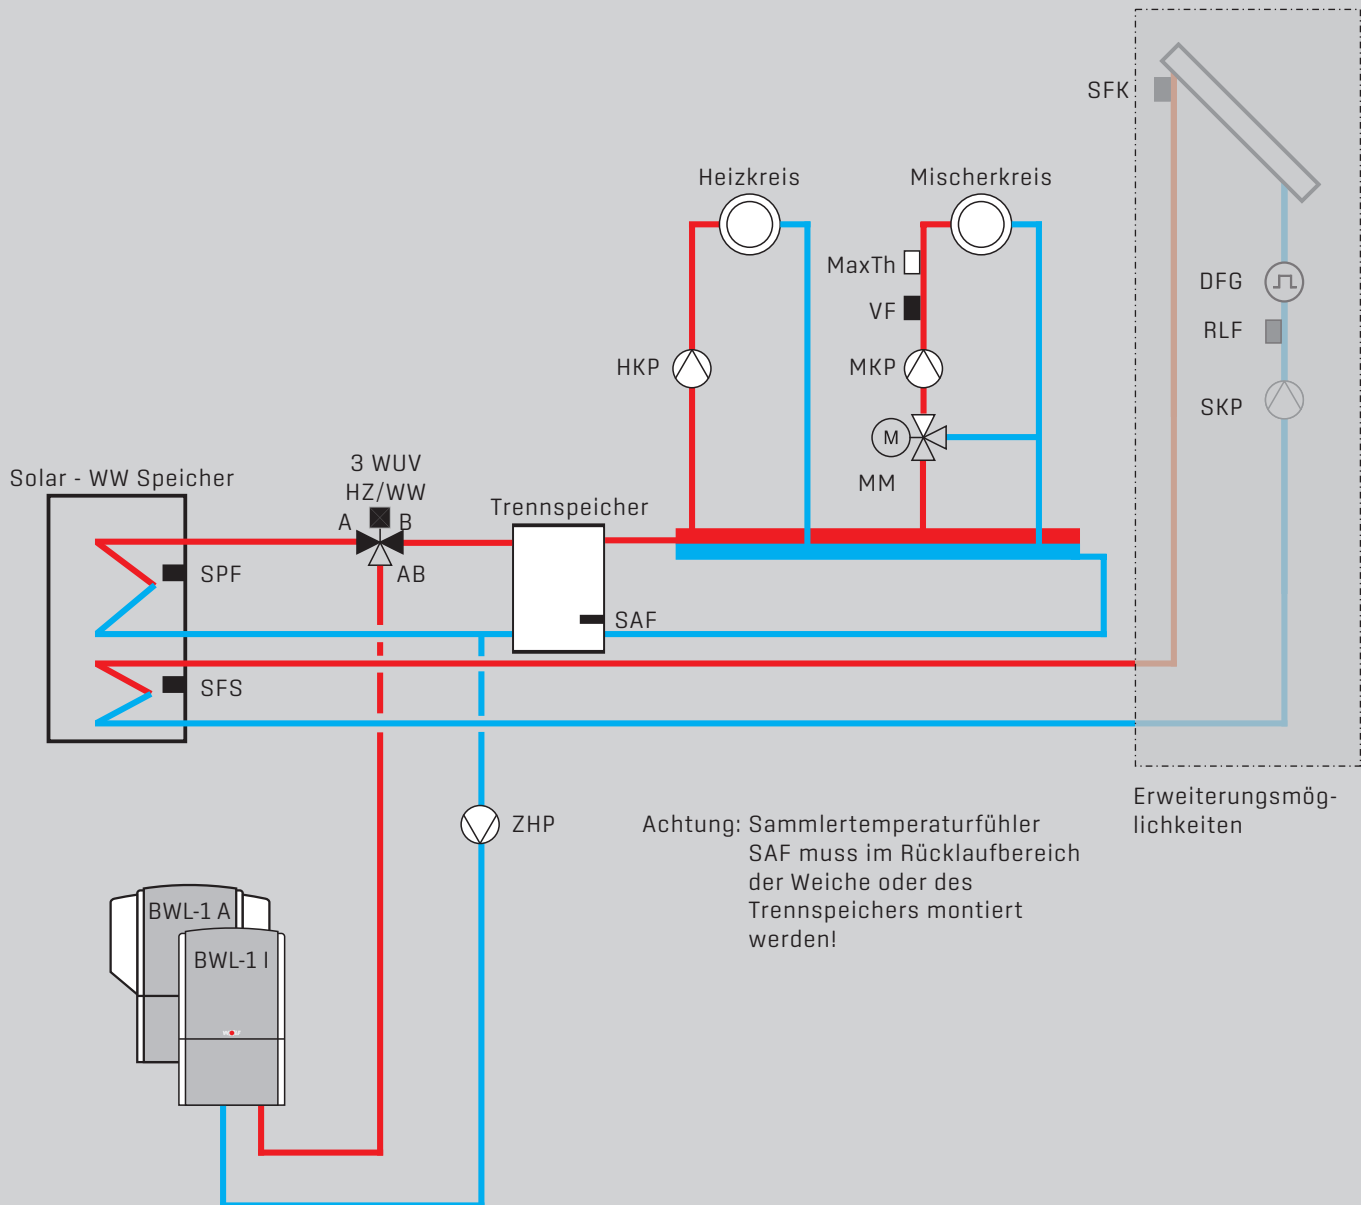 SFK
Heizkreis
Mischerkreis
MaxTh
VF
DFG
RLF
HKP
MKP
SKP
M
MM
3 WUV
HZ/WW
Solar - WW Speicher
A
B
AB
Trennspeicher
SPF
SAF
SFS
ZHP
Erweiterungsmög-
lichkeiten
Achtung: Sammlertemperaturfühler
SAF muss im Rücklaufbereich
der Weiche oder des
Trennspeichers montiert
werden!
BWL-1 A
BWL-1 I